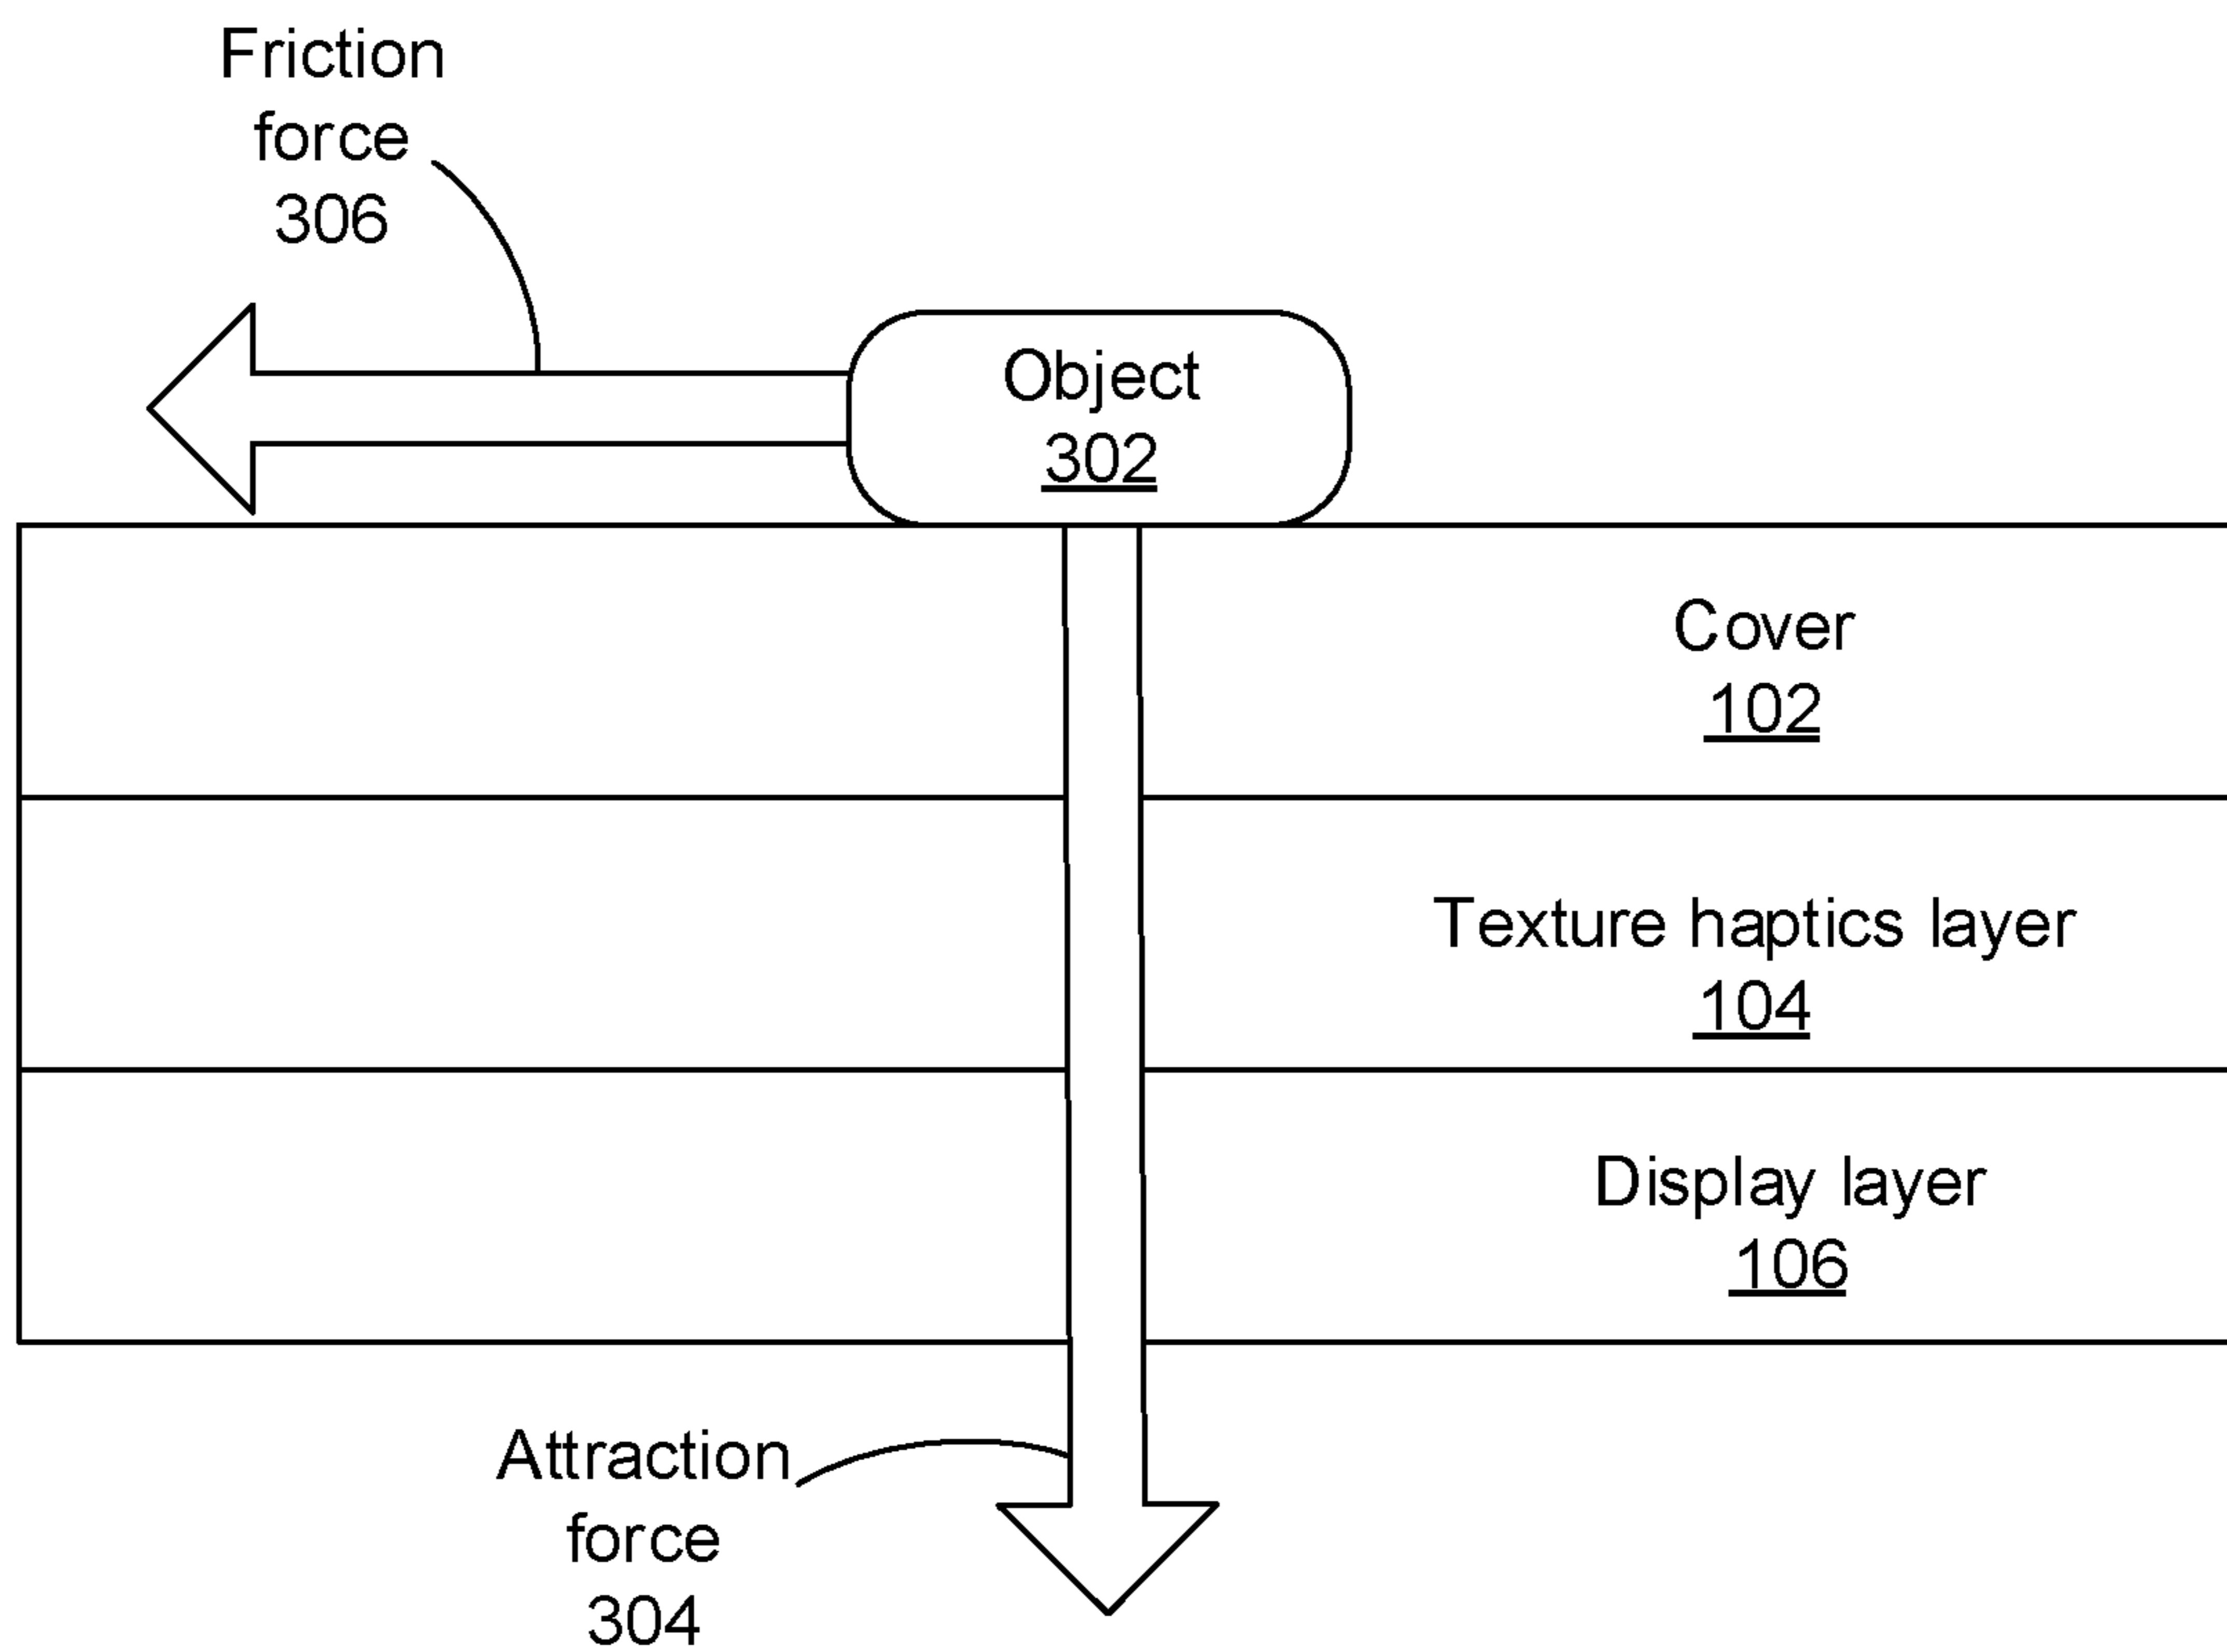 Friction
force
306
Object
302
Cover
102
Texture haptics layer
104
Display layer
106
Attraction
force
304